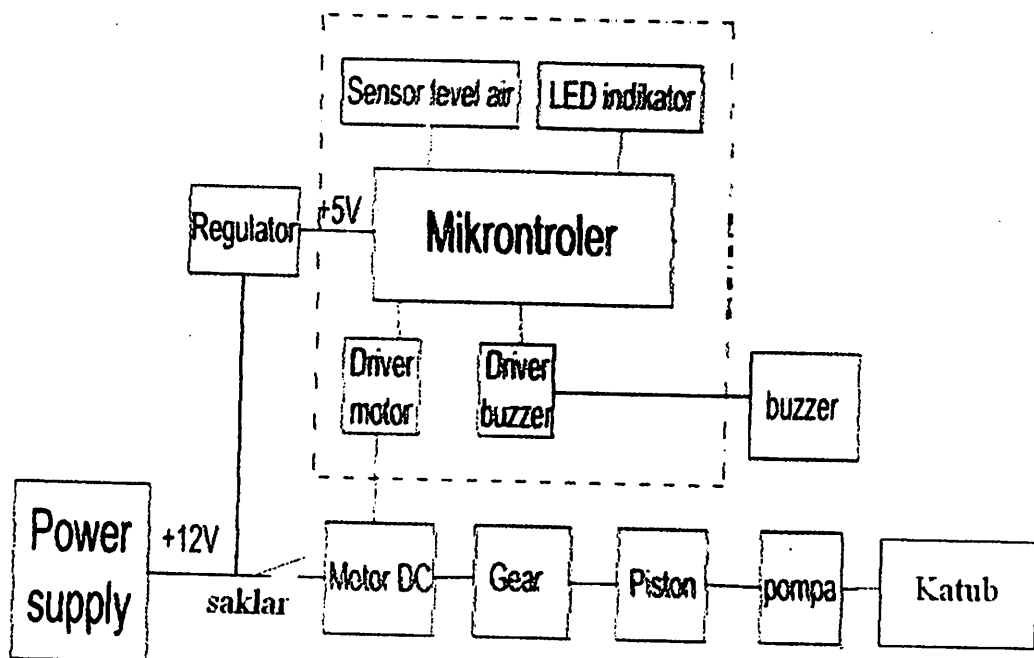 Sensor level air
LED indikator
Regulator
+5V
Mikrontroler
Driver
motor
Driver
buzzer
buzzer
Power
supply
+12V
saklar
Motor DC
Gear
Piston
pompa
Katub